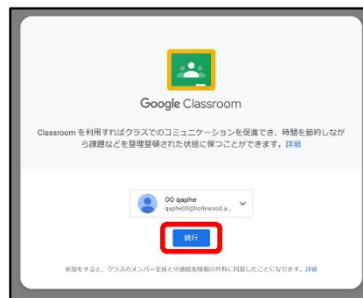 Google Classroom
Classroom を利用すればクラスでのコミュニケーションを促進でき、時間を節約しなが
ら課題などを整理整頓された状態に保つことができます。詳細
00 qaphe
qaphe00@hollywood.a...
続行
参加をすると、クラスのメンバー全員との連絡先情報の共有に同意したことになります。詳細